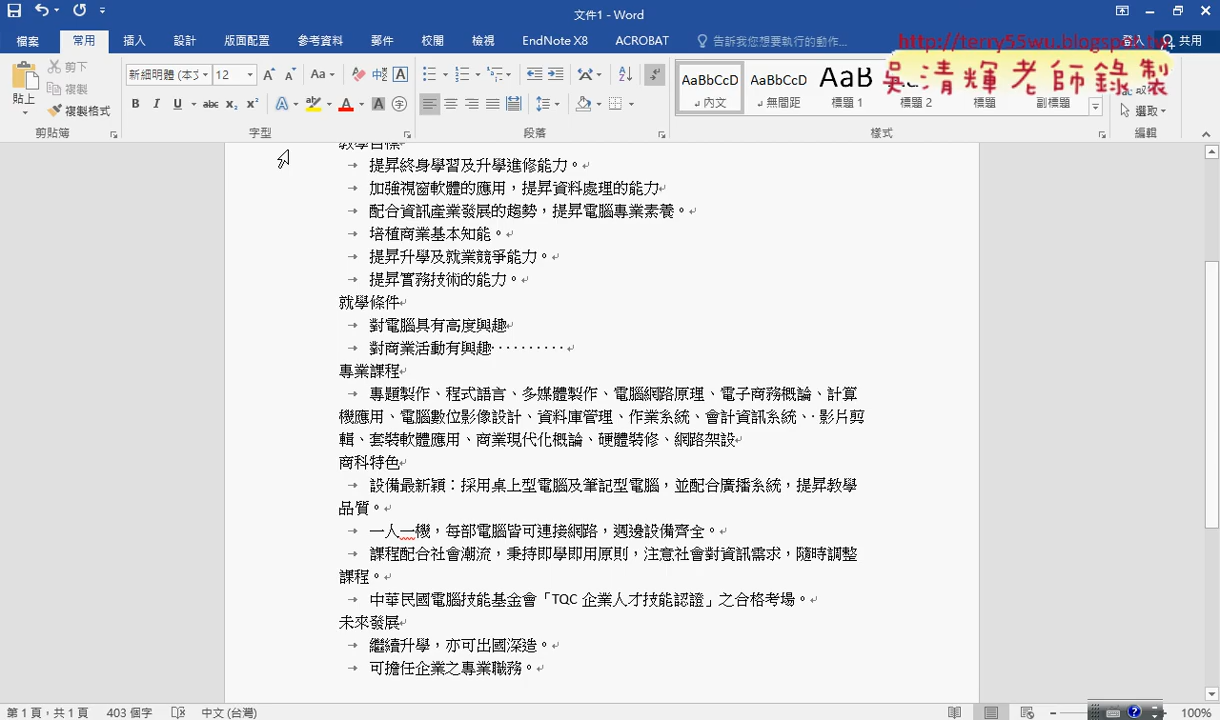 文件1 - Word
檔案 常用 插入 設計 版面配置 參考資料 郵件 校閱 檢視 EndNote X8 ACROBAT 告訴我您想要執行的動作... 登入 共用
http://terry55wu.blogspot.tw
吳清輝老師錄製
貼上 剪下 複製 複製格式
新細明體 (本文 12
AaBbCcD AaBbCcD AaB
內文 無間距 標題 1 標題 2 標題 副標題
選取
剪貼簿 字型 段落 樣式 編輯
教學目標
提昇終身學習及升學進修能力。
加強視窗軟體的應用，提昇資料處理的能力
配合資訊產業發展的趨勢，提昇電腦專業素養。
培植商業基本知能。
提昇升學及就業競爭能力。
提昇實務技術的能力。
就學條件
對電腦具有高度興趣
對商業活動有興趣
專業課程
專題製作、程式語言、多媒體製作、電腦網路原理、電子商務概論、計算
機應用、電腦數位影像設計、資料庫管理、作業系統、會計資訊系統、 影片剪
輯、套裝軟體應用、商業現代化概論、硬體裝修、網路架設
商科特色
設備最新穎：採用桌上型電腦及筆記型電腦，並配合廣播系統，提昇教學
品質。
一人一機，每部電腦皆可連接網路，週邊設備齊全。
課程配合社會潮流，秉持即學即用原則，注意社會對資訊需求，隨時調整
課程。
中華民國電腦技能基金會「TQC 企業人才技能認證」之合格考場。
未來發展
繼續升學，亦可出國深造。
可擔任企業之專業職務。
第 1 頁，共 1 頁 403 個字 中文 (台灣) 100%